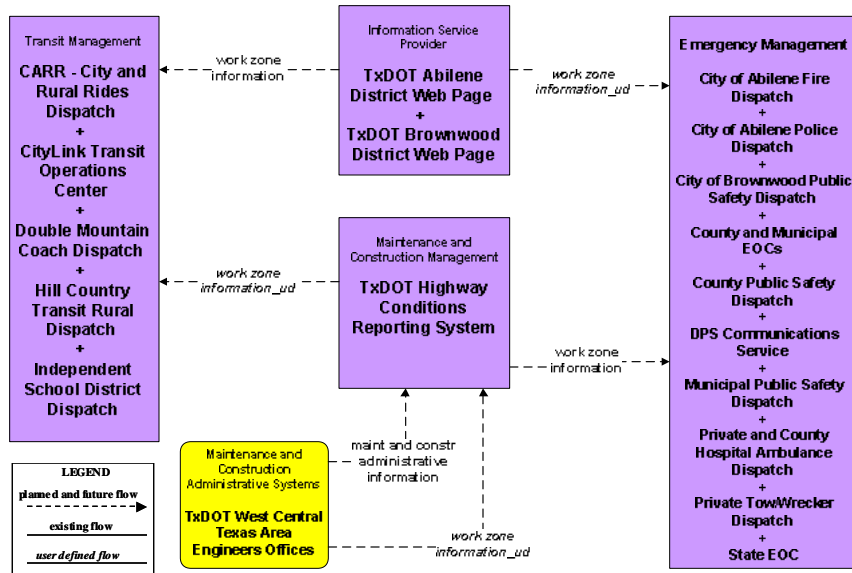 Transit Management
CARR - City and
Rural Rides
Dispatch
+
CityLink Transit
Operations
Center
+
Double Mountain
Coach Dispatch
+
Hill Country
Transit Rural
Dispatch
+
Independent
School District
Dispatch
work zone
information
Information Service
Provider
TxDOT Abilene
District Web Page
+
TxDOT Brownwood
District Web Page
work zone
information_ud
work zone
information_ud
Maintenance and
Construction Management
TxDOT Highway
Conditions
Reporting System
work zone
information
Emergency Management
City of Abilene Fire
Dispatch
+
City of Abilene Police
Dispatch
+
City of Brownwood Public
Safety Dispatch
+
County and Municipal
EOCs
+
County Public Safety
Dispatch
+
DPS Communications
Service
+
Municipal Public Safety
Dispatch
+
Private and County
Hospital Ambulance
Dispatch
+
Private Tow/Wrecker
Dispatch
+
State EOC
maint and constr
administrative
information
Maintenance and
Construction
Administrative Systems
TxDOT West Central
Texas Area
Engineers Offices
work zone
information_ud
LEGEND
planned and future flow
existing flow
user defined flow